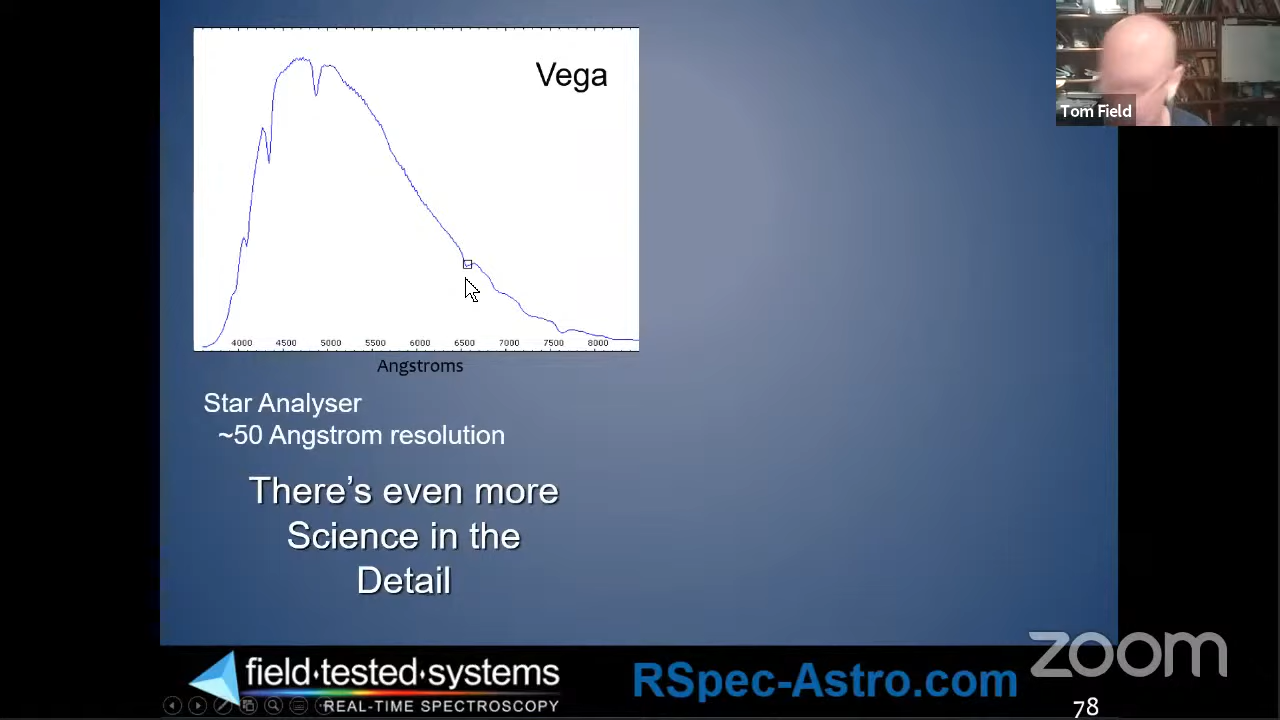 Vega
Tom Field
4000 4500 5000 5500 6000 6500 7000 7500 8000
Angstroms
Star Analyser
~50 Angstrom resolution
There's even more
Science in the
Detail
field·tested·systems
REAL-TIME SPECTROSCOPY
RSpec-Astro.com
zoom
78